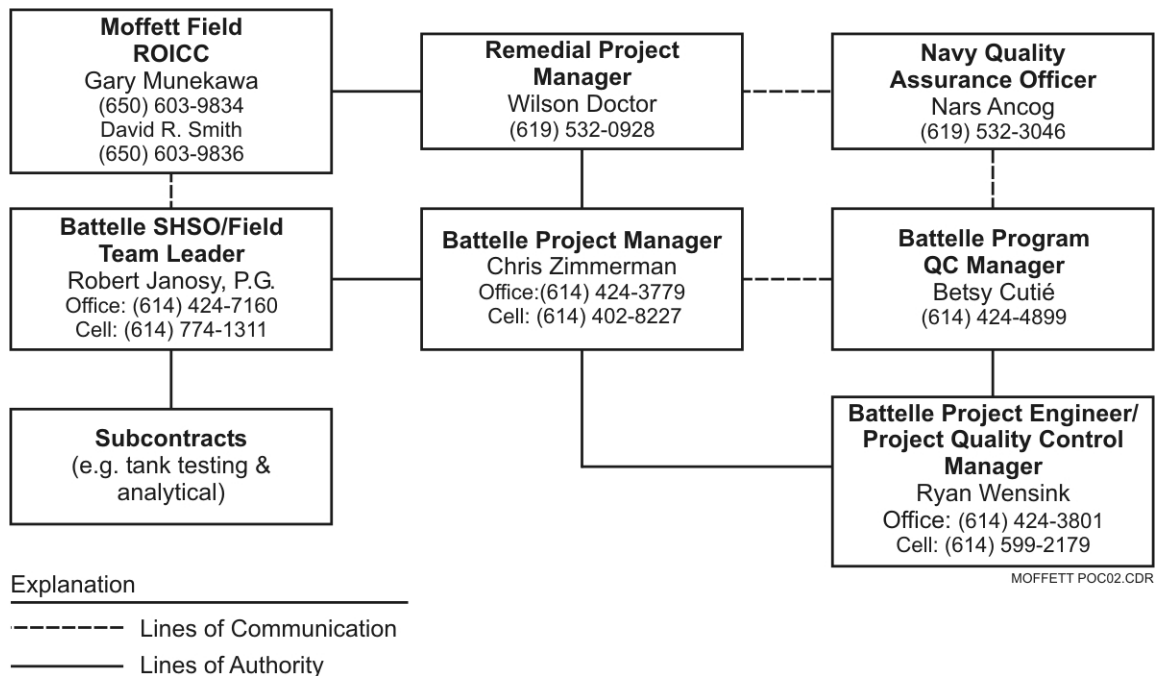 Moffett Field
ROICC
Gary Munekawa
(650) 603-9834
David R. Smith
(650) 603-9836
Remedial Project
Manager
Wilson Doctor
(619) 532-0928
Navy Quality
Assurance Officer
Nars Ancog
(619) 532-3046
Battelle SHSO/Field
Team Leader
Robert Janosy, P.G.
Office: (614) 424-7160
Cell: (614) 774-1311
Battelle Project Manager
Chris Zimmerman
Office:(614) 424-3779
Cell: (614) 402-8227
Battelle Program
QC Manager
Betsy Cutié
(614) 424-4899
Subcontracts
(e.g. tank testing &
analytical)
Battelle Project Engineer/
Project Quality Control
Manager
Ryan Wensink
Office: (614) 424-3801
Cell: (614) 599-2179
MOFFETT POC02.CDR
Explanation
Lines of Communication
Lines of Authority